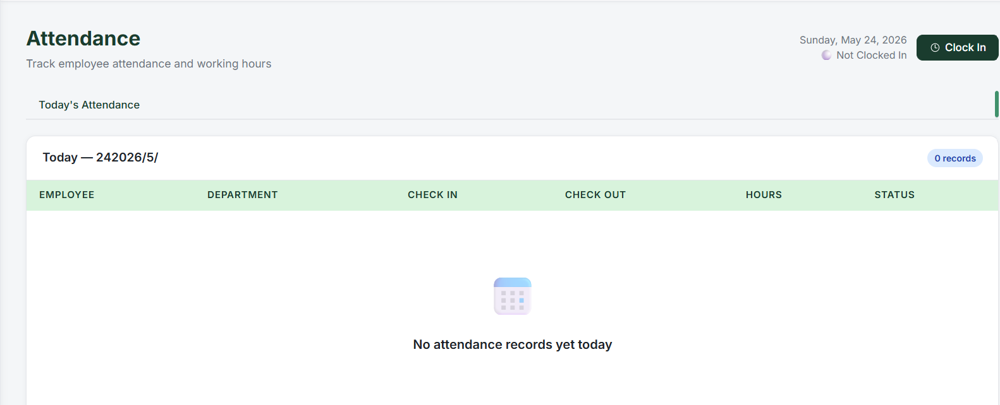 Attendance
Track employee attendance and working hours
Sunday, May 24, 2026
Not Clocked In
Clock In
Today's Attendance
Today — 242026/5/
0 records
EMPLOYEE DEPARTMENT CHECK IN CHECK OUT HOURS STATUS
No attendance records yet today